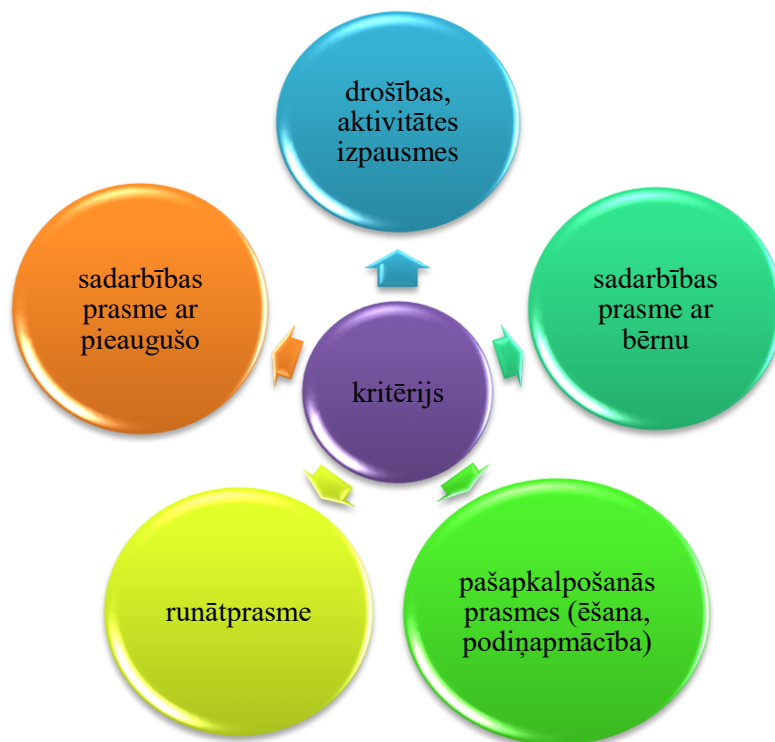 drošības,
aktivitātes
izpausmes
sadarbības
prasme ar
bērnu
pašapkalpošanās
prasmes (ēšana,
podiņapmācība)
runātprasme
sadarbības
prasme ar
pieaugušo
kritērijs